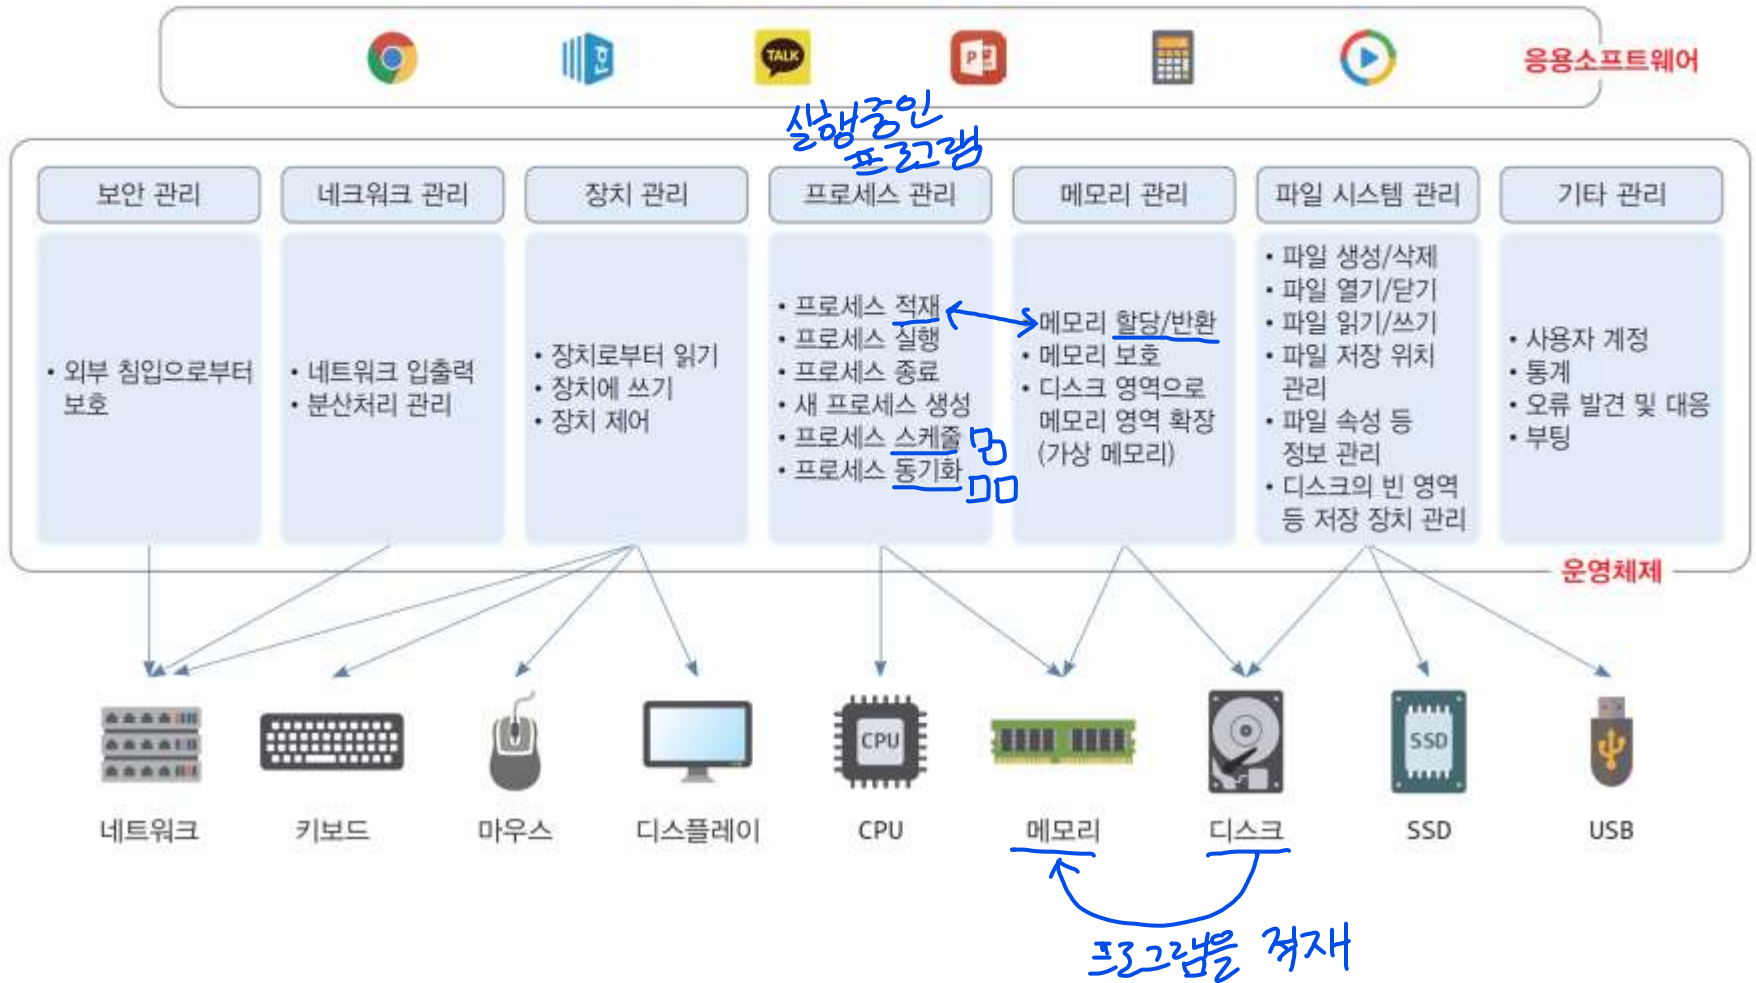 TALK
P
응용소프트웨어
실행중인
프로그램
보안 관리
네크워크 관리
장치 관리
프로세스 관리
메모리 관리
파일 시스템 관리
기타 관리
• 외부 침입으로부터
보호
• 네트워크 입출력
• 분산처리 관리
• 장치로부터 읽기
• 장치에 쓰기
• 장치 제어
• 프로세스 적재
• 프로세스 실행
• 프로세스 종료
• 새 프로세스 생성
• 프로세스 스케줄
• 프로세스 동기화
메모리 할당/반환
• 메모리 보호
• 디스크 영역으로
메모리 영역 확장
(가상 메모리)
• 파일 생성/삭제
• 파일 열기/닫기
• 파일 읽기/쓰기
• 파일 저장 위치
관리
• 파일 속성 등
정보 관리
• 디스크의 빈 영역
등 저장 장치 관리
• 사용자 계정
• 통계
• 오류 발견 및 대응
• 부팅
운영체제
CPU
SSD
네트워크
키보드
마우스
디스플레이
CPU
메모리
디스크
SSD
USB
프로그램을 적재